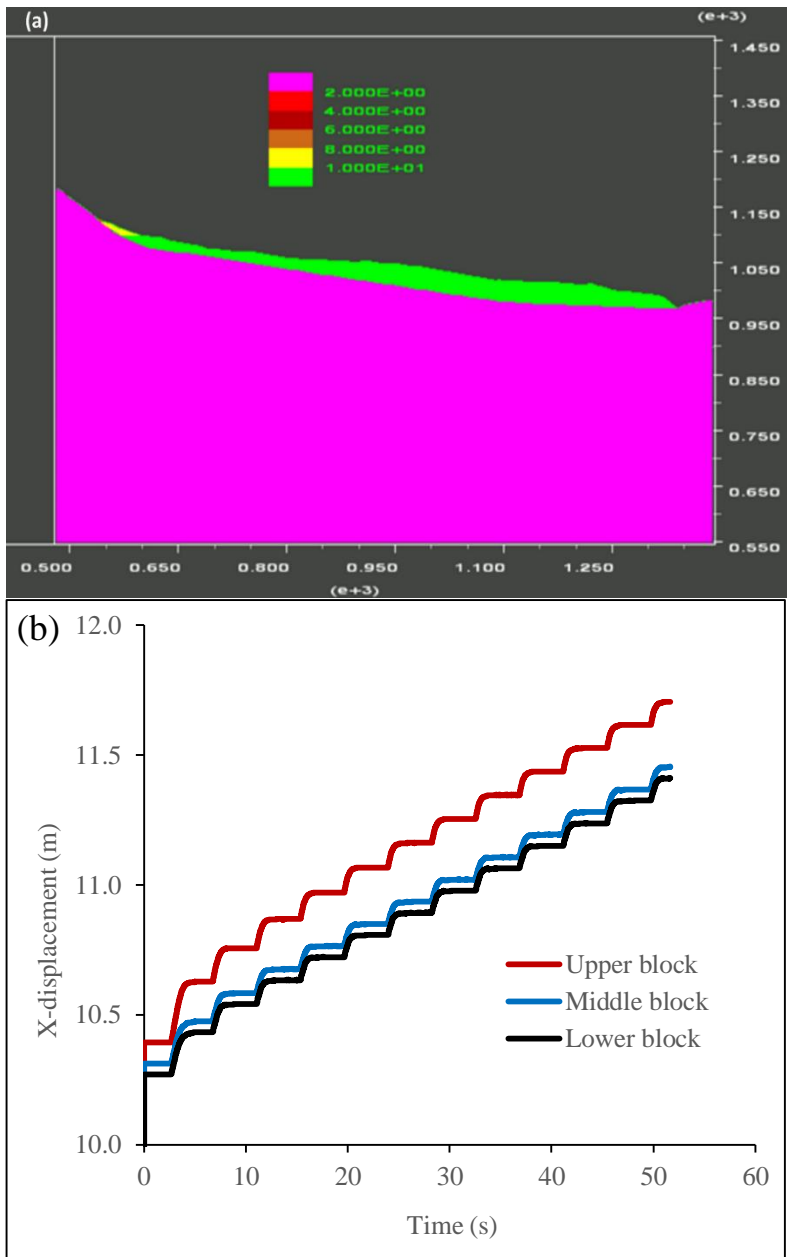 (a)
(e+3)
1.450
1.350
1.250
1.150
1.050
0.950
0.850
0.750
0.650
0.550
2.000E+00
4.000E+00
6.000E+00
8.000E+00
1.000E+01
0.500 0.650 0.800 0.950 1.100 1.250
(e+3)
(b)
12.0
11.5
11.0
10.5
10.0
X-displacement (m)
Upper block
Middle block
Lower block
0 10 20 30 40 50 60
Time (s)